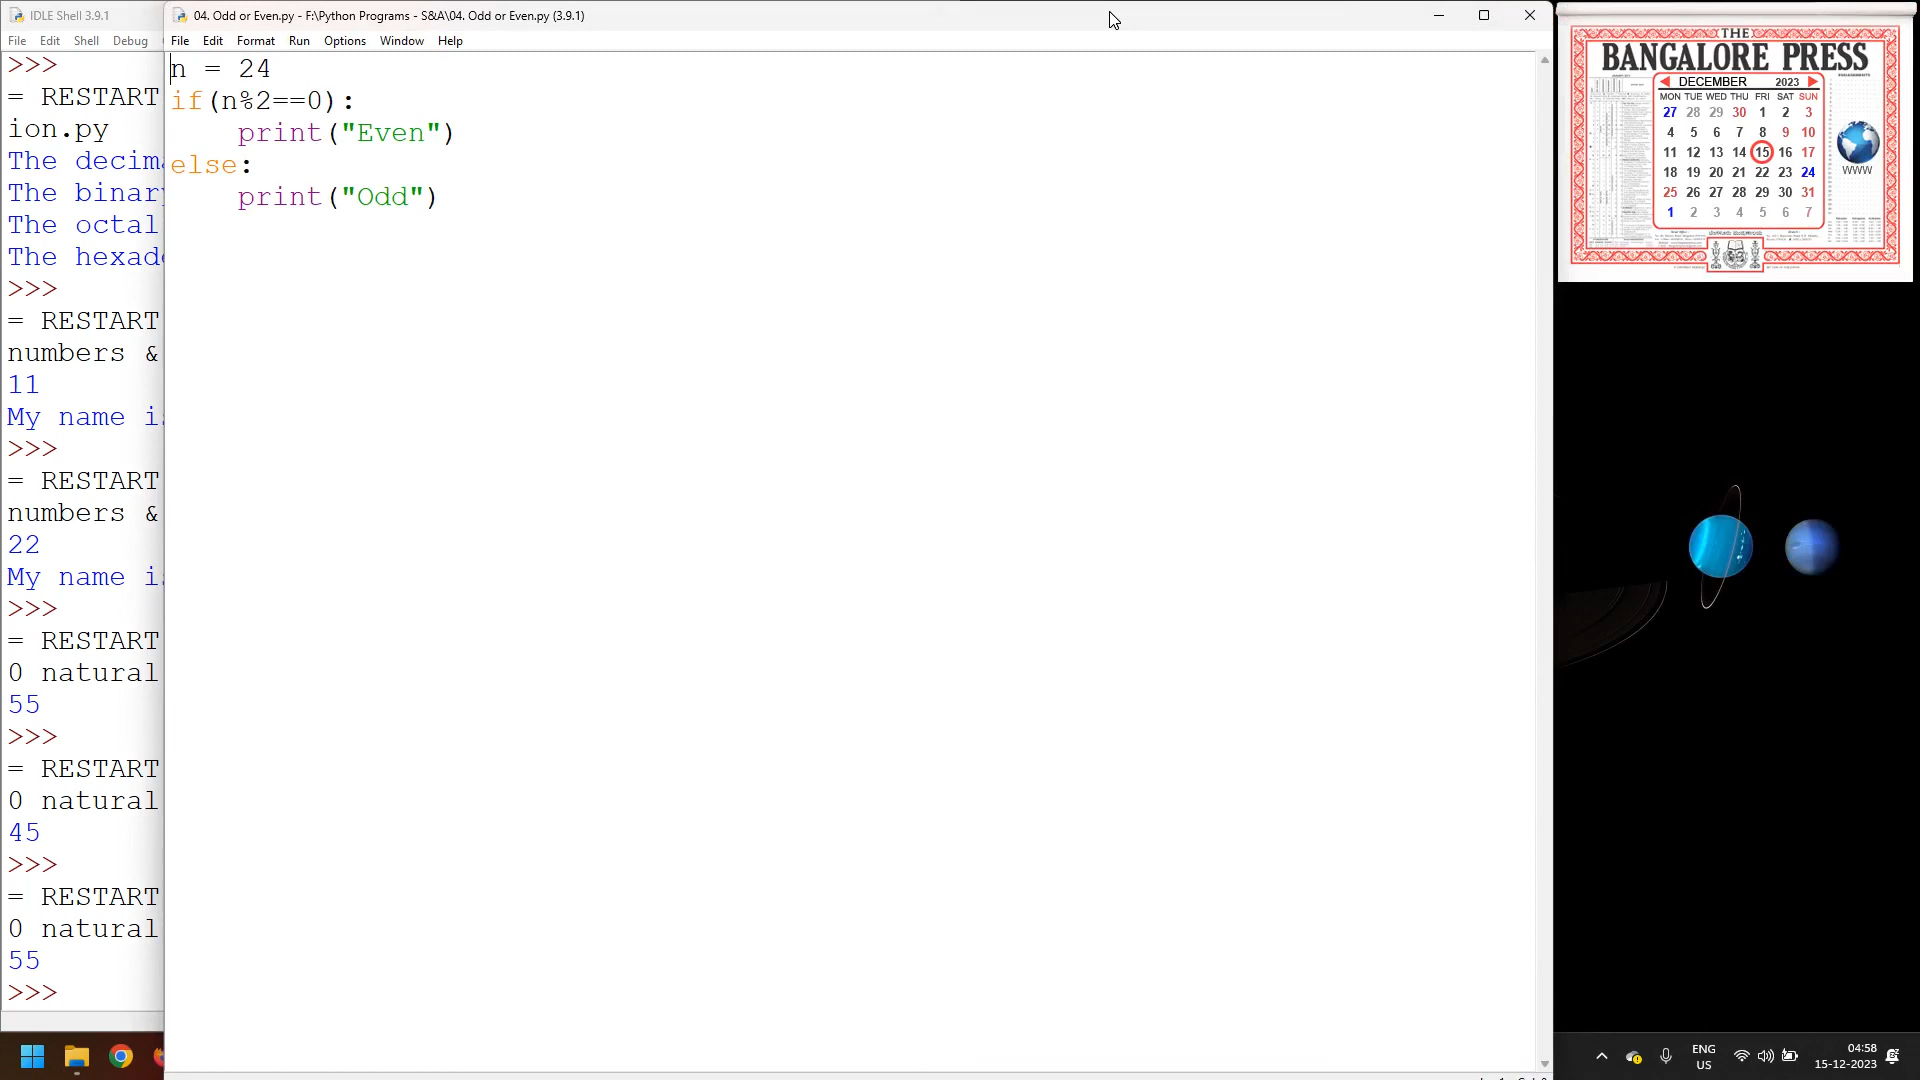 IDLE Shell 3.9.1
File Edit Shell Debug
>>>
= RESTART
ion.py
The decima
The binary
The octal
The hexade
>>>
= RESTART
numbers &
11
My name is
>>>
= RESTART
numbers &
22
My name is
>>>
= RESTART
0 natural
55
>>>
= RESTART
0 natural
45
>>>
= RESTART
0 natural
55
>>>
04. Odd or Even.py - F:\Python Programs - S&A\04. Odd or Even.py (3.9.1)
File Edit Format Run Options Window Help
n = 24
if(n%2==0):
    print("Even")
else:
    print("Odd")
THE
BANGALORE PRESS
DECEMBER 2023
MON TUE WED THU FRI SAT SUN
27 28 29 30 1 2 3
4 5 6 7 8 9 10
11 12 13 14 15 16 17
18 19 20 21 22 23 24
25 26 27 28 29 30 31
1 2 3 4 5 6 7
WWW
ENG
US
04:58
15-12-2023